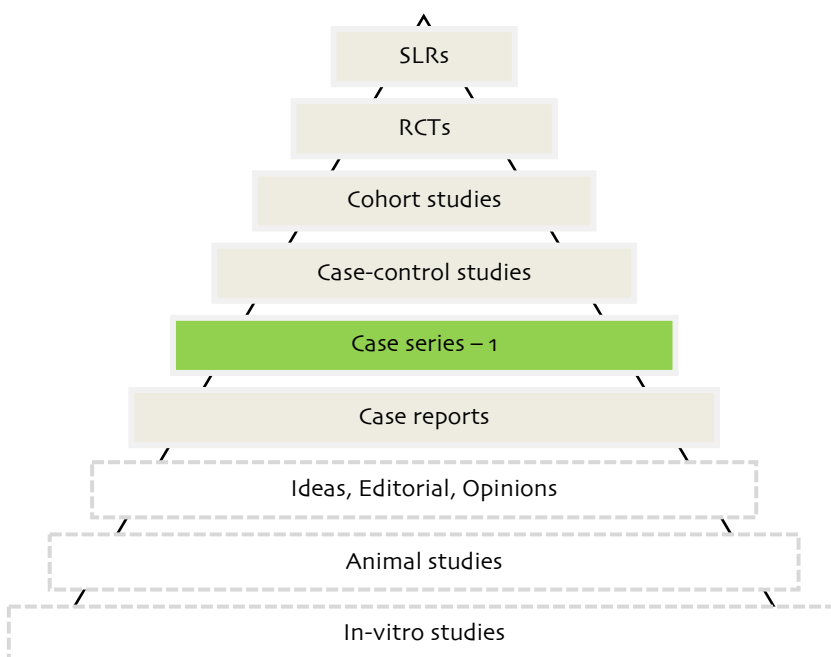 SLRs
RCTs
Cohort studies
Case-control studies
Case series – 1
Case reports
Ideas, Editorial, Opinions
Animal studies
In-vitro studies